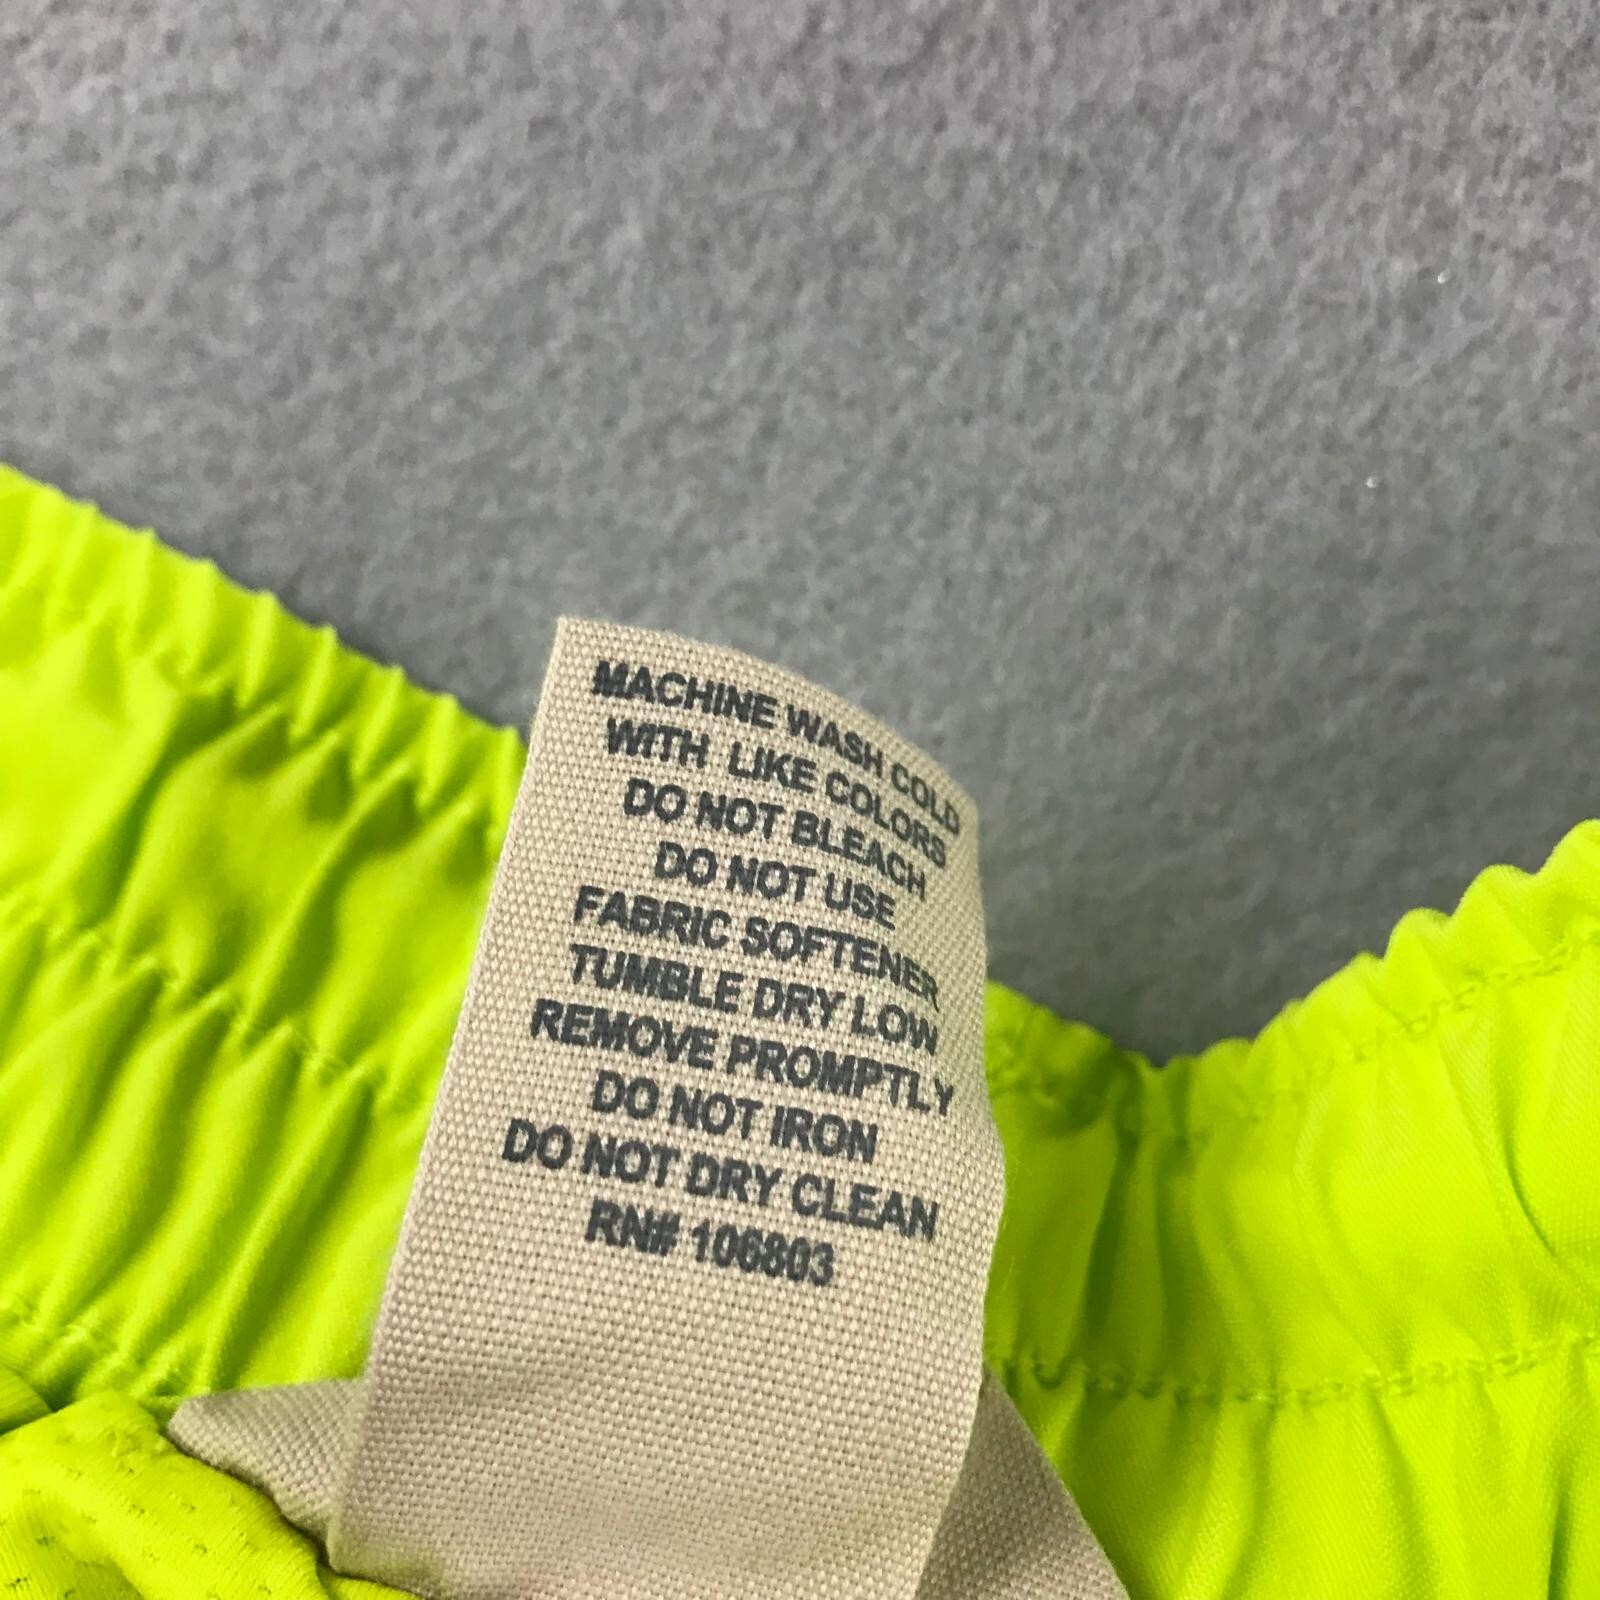 MACHINE WASH COLD
WITH LIKE COLORS
DO NOT BLEACH
DO NOT USE
FABRIC SOFTENER
TUMBLE DRY LOW
REMOVE PROMPTLY
DO NOT IRON
DO NOT DRY CLEAN
RN# 106803